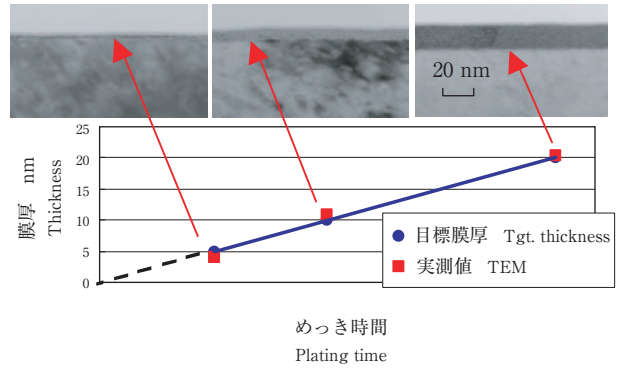 20 nm
膜厚 nm
Thickness
25
20
15
10
5
0
目標膜厚 Tgt. thickness
実測値 TEM
めっき時間
Plating time